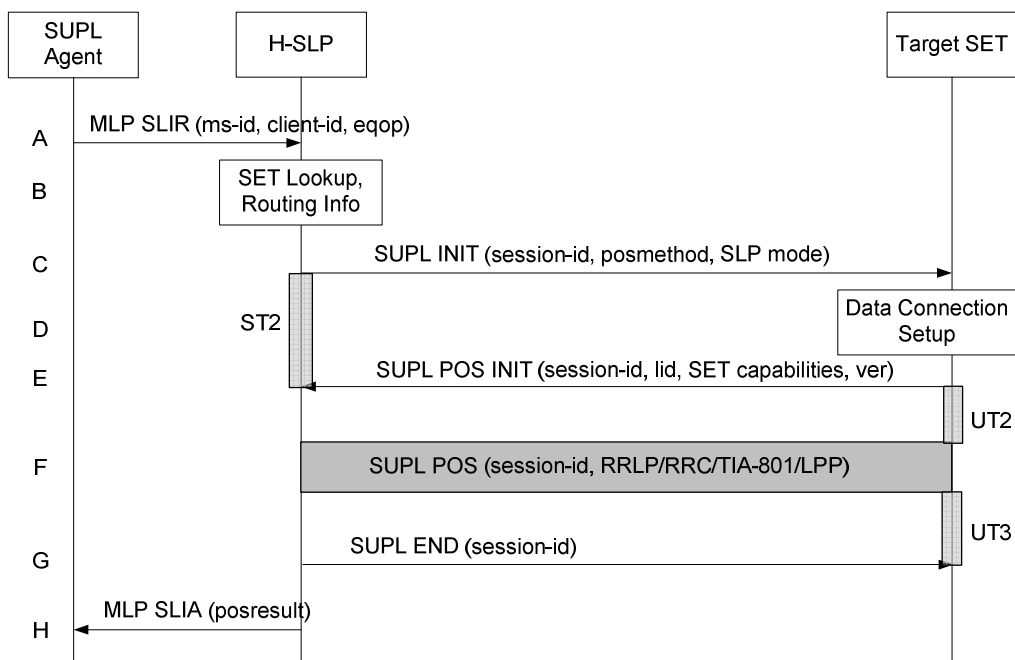 SUPL
Agent
H-SLP
Target SET
A
MLP SLIR (ms-id, client-id, eqop)
B
SET Lookup,
Routing Info
C
SUPL INIT (session-id, posmethod, SLP mode)
D
ST2
Data Connection
Setup
E
SUPL POS INIT (session-id, lid, SET capabilities, ver)
UT2
F
SUPL POS (session-id, RRLP/RRC/TIA-801/LPP)
UT3
G
SUPL END (session-id)
H
MLP SLIA (posresult)